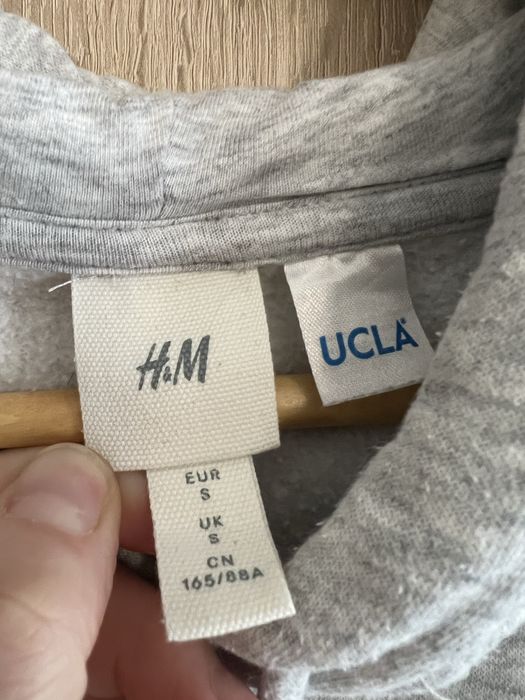 H&M
UCLA
EUR
S
UK
S
CN
165/88A